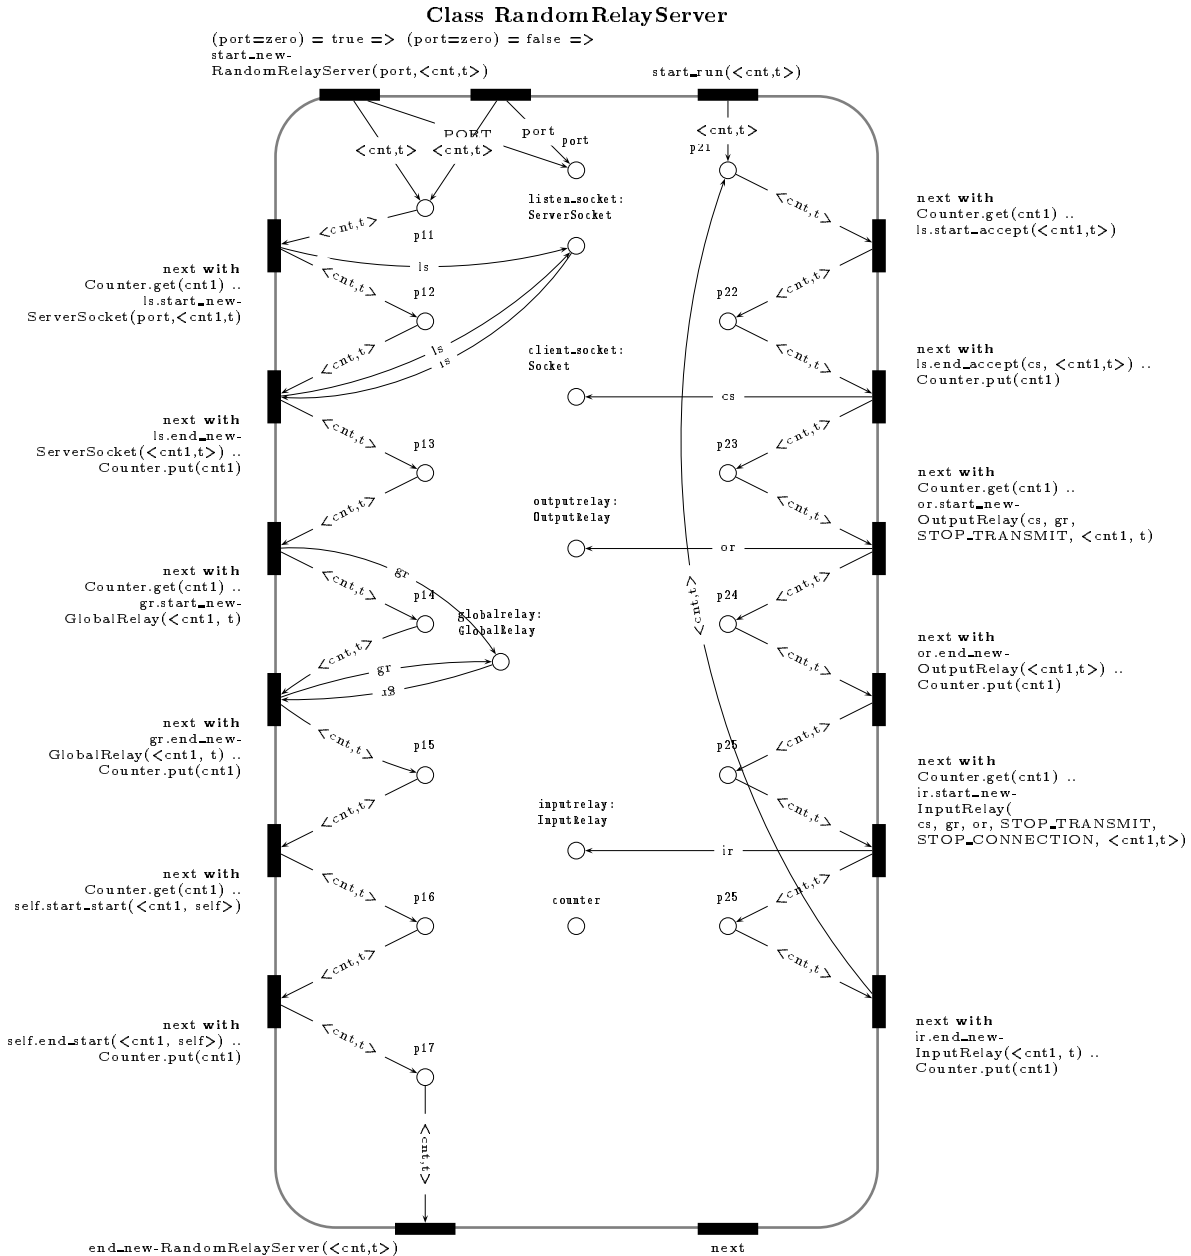 Class RandomRelayServer
(port=zero) = true => (port=zero) = false =>
start_new-
RandomRelayServer(port,<cnt,t>)
start_run(<cnt,t>)
PORT
port
port
<cnt,t>
<cnt,t>
<cnt,t>
p21
listen_socket:
ServerSocket
<cnt,t>
p11
<cnt,t>
next with
Counter.get(cnt1) ..
ls.start_accept(<cnt1,t>)
ls
next with
Counter.get(cnt1) ..
ls.start_new-
ServerSocket(port,<cnt1,t)
<cnt,t>
p12
<cnt,t>
p22
<cnt,t>
ls
ls
client_socket:
Socket
<cnt,t>
next with
ls.end_accept(cs, <cnt1,t>) ..
Counter.put(cnt1)
cs
next with
ls.end_new-
ServerSocket(<cnt1,t>) ..
Counter.put(cnt1)
<cnt,t>
p13
p23
<cnt,t>
<cnt,t>
outputrelay:
OutputRelay
<cnt,t>
next with
Counter.get(cnt1) ..
or.start_new-
OutputRelay(cs, gr,
STOP_TRANSMIT, <cnt1, t)
or
gr
next with
Counter.get(cnt1) ..
gr.start_new-
GlobalRelay(<cnt1, t)
<cnt,t>
p14
globalrelay:
GlobalRelay
<cnt,t>
p24
<cnt,t>
<cnt,t>
gr
gr
<cnt,t>
next with
or.end_new-
OutputRelay(<cnt1,t>) ..
Counter.put(cnt1)
next with
gr.end_new-
GlobalRelay(<cnt1, t) ..
Counter.put(cnt1)
<cnt,t>
p15
p25
<cnt,t>
<cnt,t>
inputrelay:
InputRelay
<cnt,t>
next with
Counter.get(cnt1) ..
ir.start_new-
InputRelay(
cs, gr, or, STOP_TRANSMIT,
STOP_CONNECTION, <cnt1,t>)
ir
next with
Counter.get(cnt1) ..
self.start_start(<cnt1, self>)
<cnt,t>
p16
counter
p25
<cnt,t>
<cnt,t>
<cnt,t>
next with
self.end_start(<cnt1, self>) ..
Counter.put(cnt1)
<cnt,t>
p17
next with
ir.end_new-
InputRelay(<cnt1, t) ..
Counter.put(cnt1)
<cnt,t>
end_new-RandomRelayServer(<cnt,t>)
next